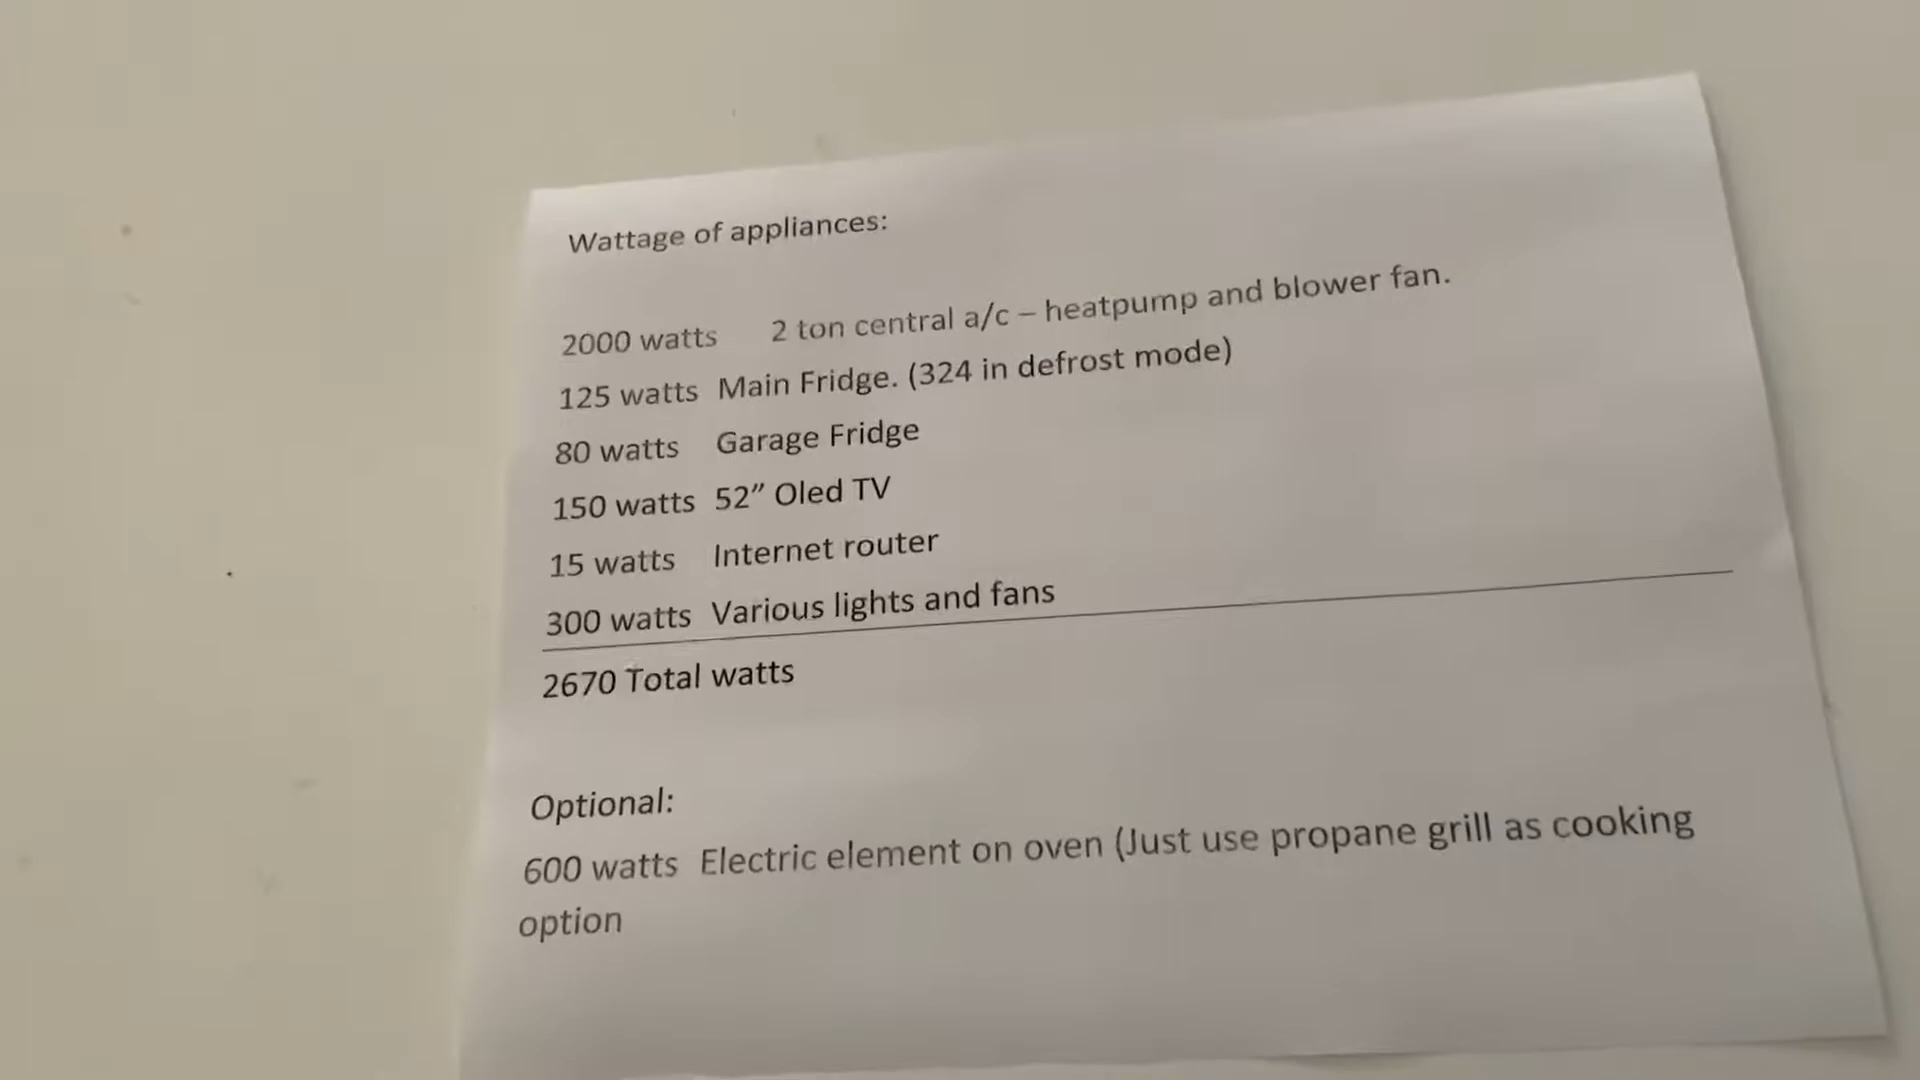 Wattage of appliances:
2000 watts 2 ton central a/c – heatpump and blower fan.
125 watts Main Fridge. (324 in defrost mode)
80 watts Garage Fridge
150 watts 52” Oled TV
15 watts Internet router
300 watts Various lights and fans
2670 Total watts
Optional:
600 watts Electric element on oven (Just use propane grill as cooking
option